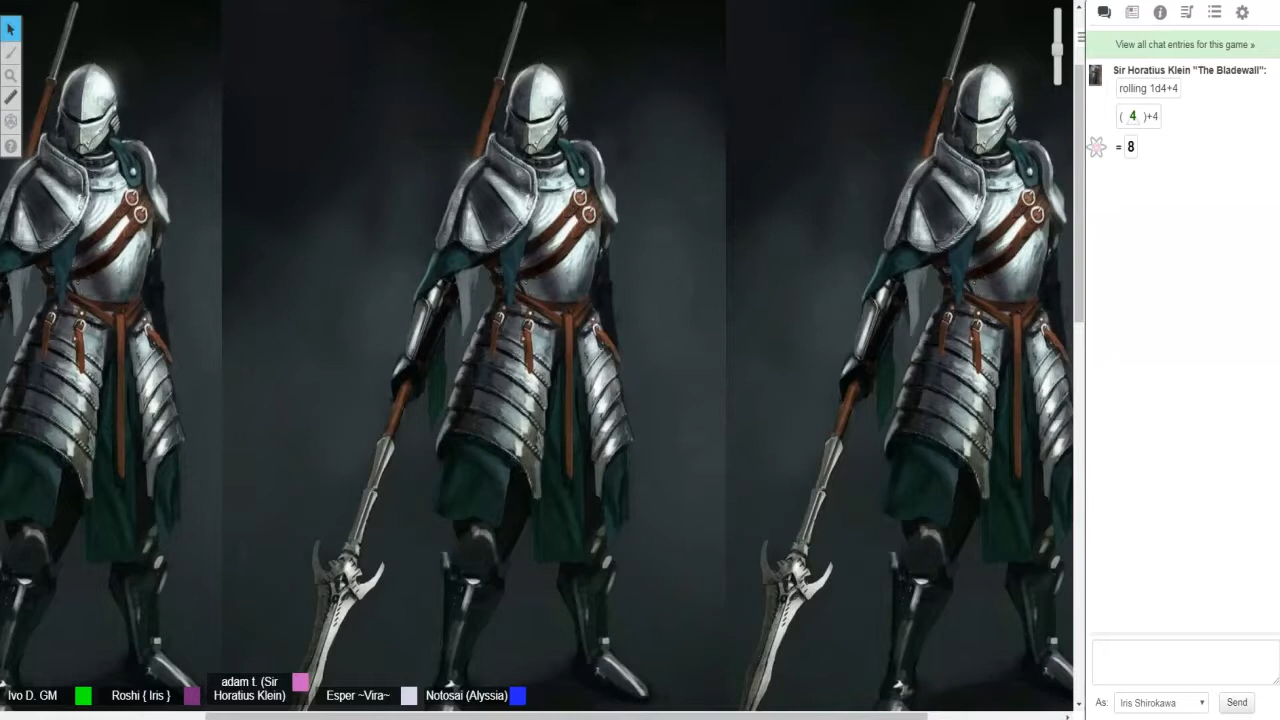 View all chat entries for this game »
Sir Horatius Klein "The Bladewall":
rolling 1d4+4
( 4 )+4
= 8
Ivo D. GM
Roshi { Iris }
adam t. (Sir
Horatius Klein)
Esper ~Vira~
Notosai (Alyssia)
As: Iris Shirokawa Send